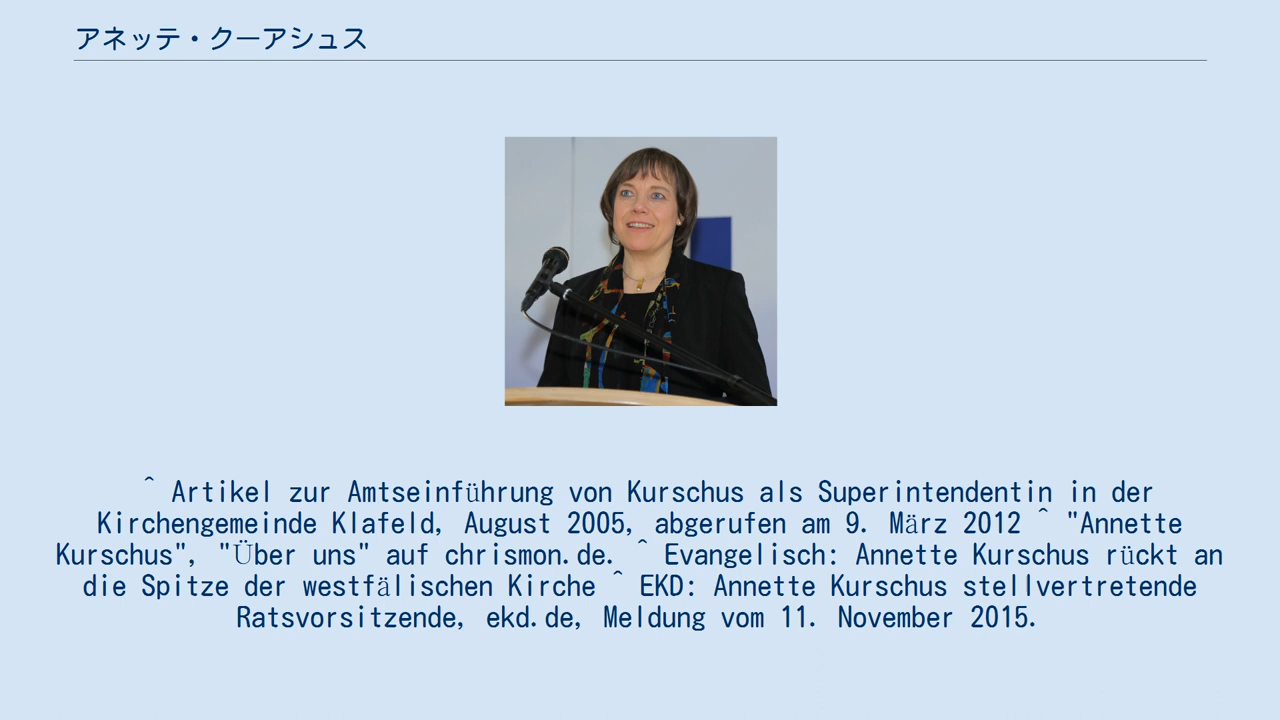 アネッテ・クーアシュス
^ Artikel zur Amtseinführung von Kurschus als Superintendentin in der
Kirchengemeinde Klafeld, August 2005, abgerufen am 9. März 2012 ^ "Annette
Kurschus", "Über uns" auf chrismon.de. ^ Evangelisch: Annette Kurschus rückt an
die Spitze der westfälischen Kirche ^ EKD: Annette Kurschus stellvertretende
Ratsvorsitzende, ekd.de, Meldung vom 11. November 2015.